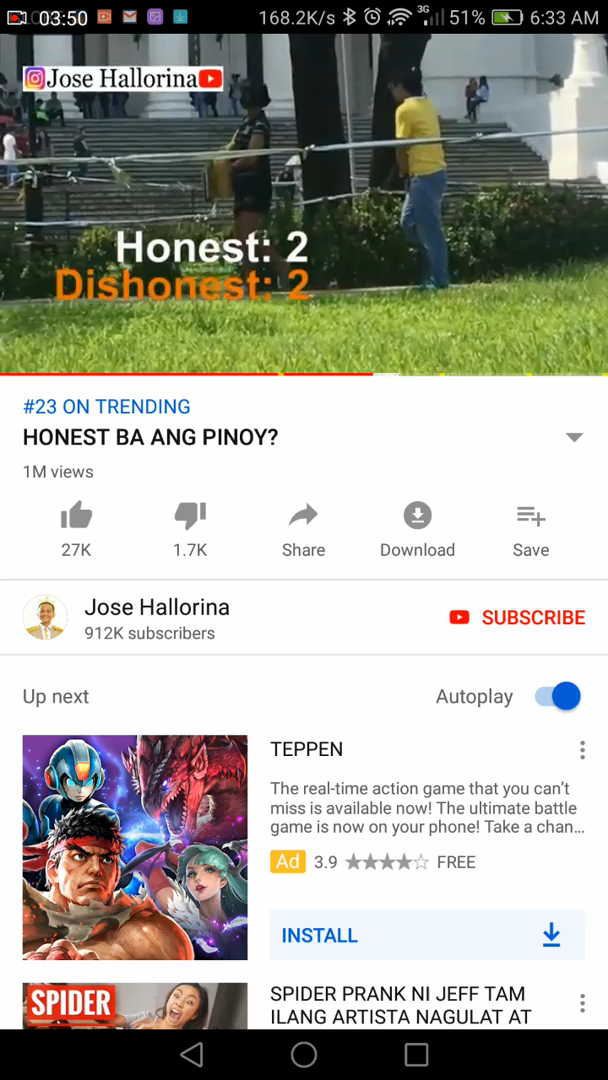 03:50 168.2K/s 3G 51% 6:33 AM
Jose Hallorina
Honest: 2
Dishonest: 2
#23 ON TRENDING
HONEST BA ANG PINOY?
1M views
27K 1.7K Share Download Save
Jose Hallorina
912K subscribers
SUBSCRIBE
Up next Autoplay
TEPPEN
The real-time action game that you can't
miss is available now! The ultimate battle
game is now on your phone! Take a chan...
Ad 3.9 FREE
INSTALL
SPIDER
SPIDER PRANK NI JEFF TAM
ILANG ARTISTA NAGULAT AT